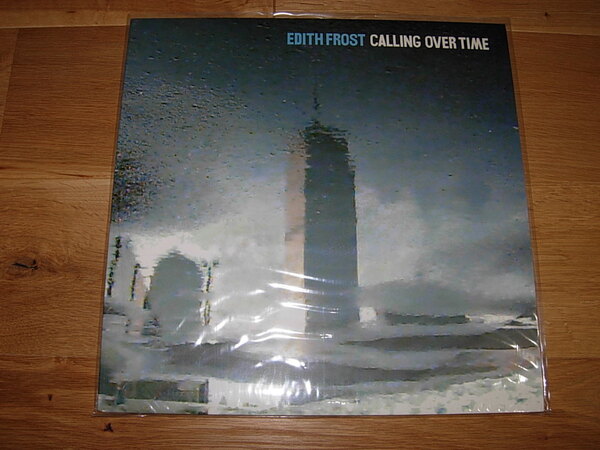 EDITH FROST CALLING OVER TIME